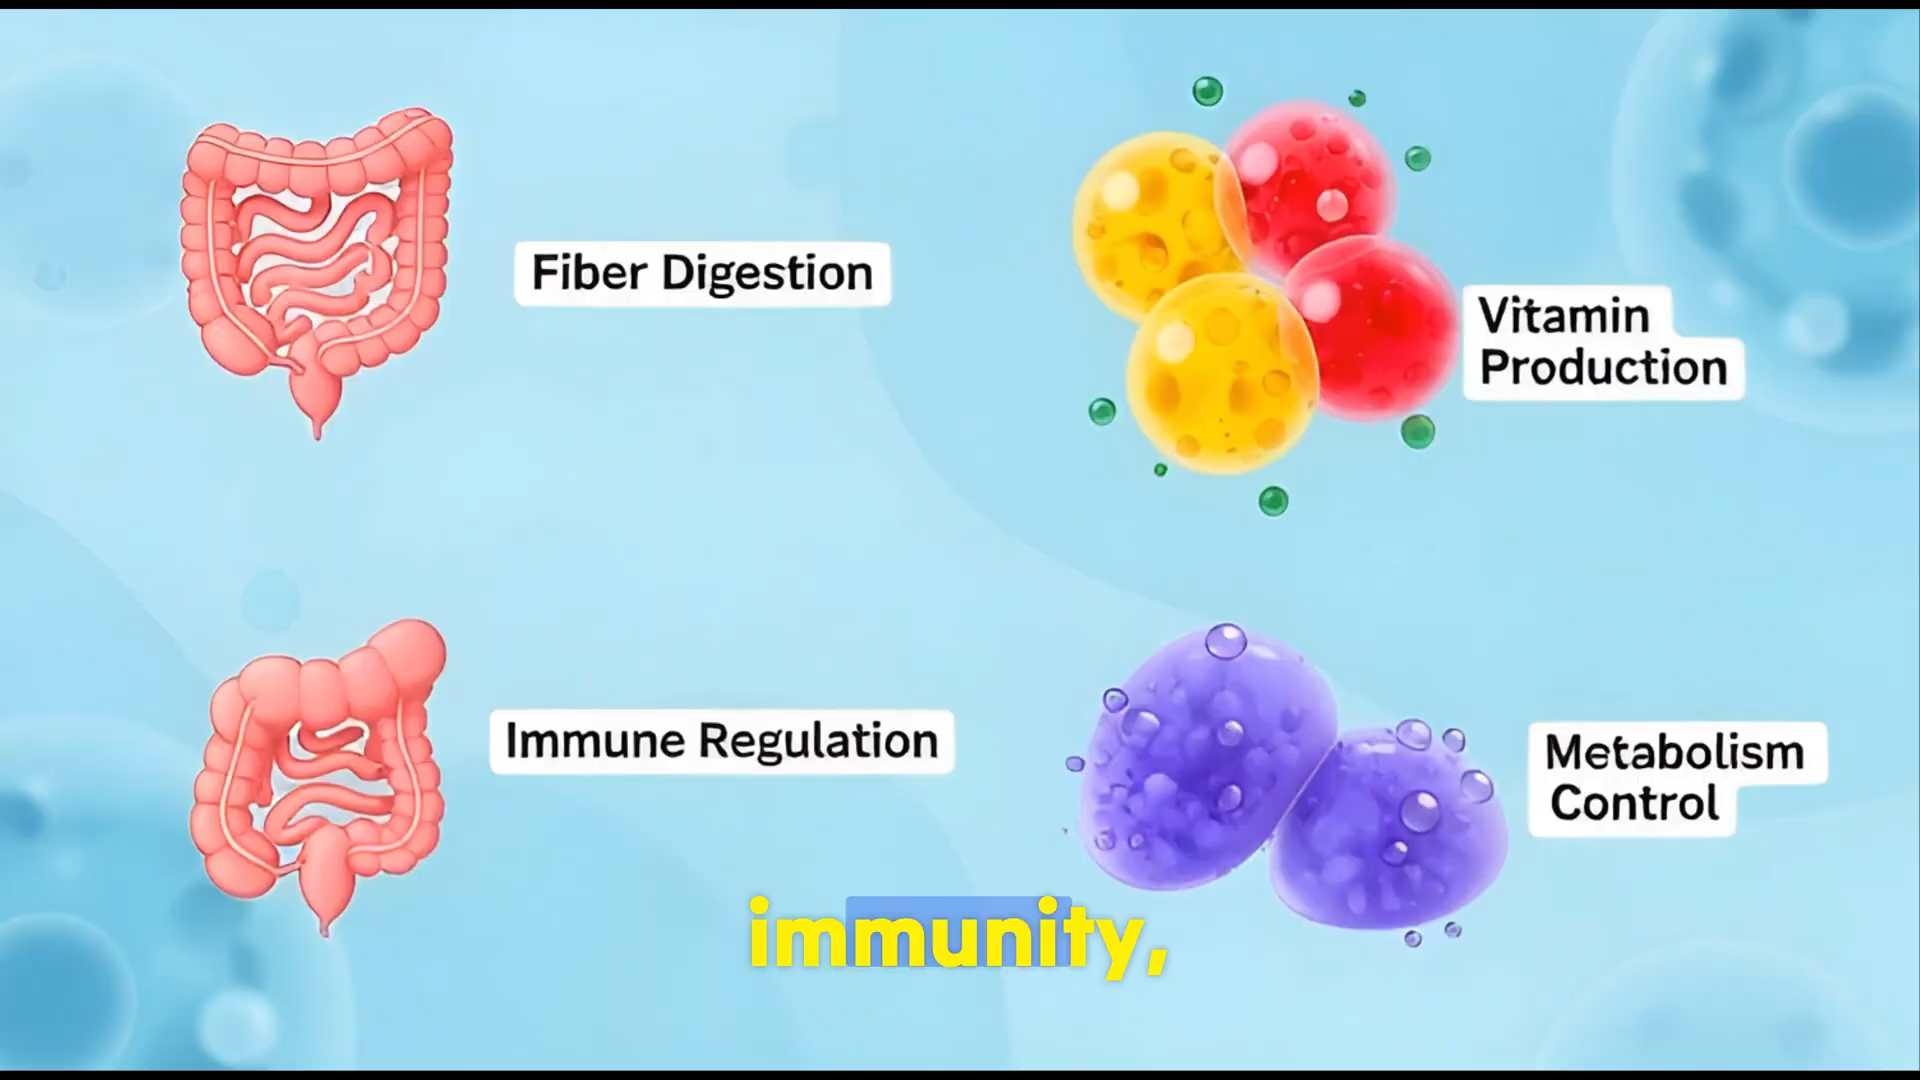 Fiber Digestion
Vitamin
Production
Immune Regulation
Metabolism
Control
immunity,